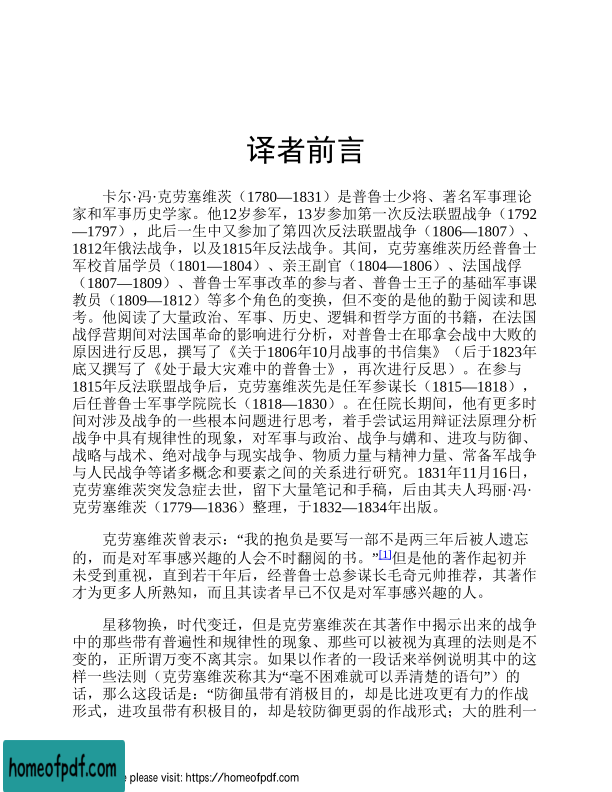 译者前言
卡尔·冯·克劳塞维茨（1780—1831）是普鲁士少将、著名军事理论
家和军事历史学家。他12岁参军，13岁参加第一次反法联盟战争（1792
—1797），此后一生中又参加了第四次反法联盟战争（1806—1807）、
1812年俄法战争，以及1815年反法战争。其间，克劳塞维茨历经普鲁士
军校首届学员（1801—1804）、亲王副官（1804—1806）、法国战俘
（1807—1809）、普鲁士军事改革的参与者、普鲁士王子的基础军事课
教员（1809—1812）等多个角色的变换，但不变的是他的勤于阅读和思
考。他阅读了大量政治、军事、历史、逻辑和哲学方面的书籍，在法国
战俘营期间对法国革命的影响进行分析，对普鲁士在耶拿会战中大败的
原因进行反思，撰写了《关于1806年10月战事的书信集》（后于1823年
底又撰写了《处于最大灾难中的普鲁士》，再次进行反思）。在参与
1815年反法联盟战争后，克劳塞维茨先是任军参谋长（1815—1818），
后任普鲁士军事学院院长（1818—1830）。在任院长期间，他有更多时
间对涉及战争的一些根本问题进行思考，着手尝试运用辩证法原理分析
战争中具有规律性的现象，对军事与政治、战争与媾和、进攻与防御、
战略与战术、绝对战争与现实战争、物质力量与精神力量、常备军战争
与人民战争等诸多概念和要素之间的关系进行研究。1831年11月16日，
克劳塞维茨突发急症去世，留下大量笔记和手稿，后由其夫人玛丽·冯·
克劳塞维茨（1779—1836）整理，于1832—1834年出版。
克劳塞维茨曾表示：“我的抱负是要写一部不是两三年后被人遗忘
的，而是对军事感兴趣的人会不时翻阅的书。”[1]但是他的著作起初并
未受到重视，直到若干年后，经普鲁士总参谋长毛奇元帅推荐，其著作
才为更多人所熟知，而且其读者早已不仅是对军事感兴趣的人。
星移物换，时代变迁，但是克劳塞维茨在其著作中揭示出来的战争
中的那些带有普遍性和规律性的现象、那些可以被视为真理的法则是不
变的，正所谓万变不离其宗。如果以作者的一段话来举例说明其中的这
样一些法则（克劳塞维茨称其为“毫不困难就可以弄清楚的语句”）的
话，那么这段话是：“防御虽带有消极目的，却是比进攻更有力的作战
形式，进攻虽带有积极目的，却是较防御更弱的作战形式；大的胜利一
homeofpdf.com
e please visit: https://homeofpdf.com